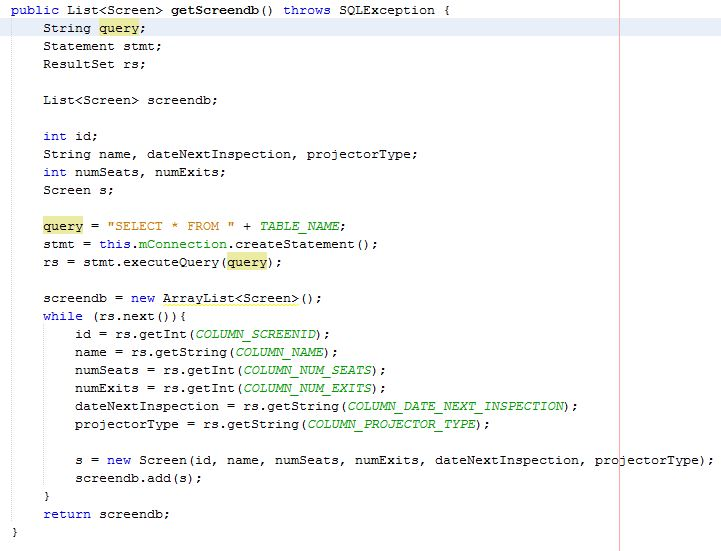 public List<Screen> getScreendb() throws SQLException {
    String query;
    Statement stmt;
    ResultSet rs;

    List<Screen> screendb;

    int id;
    String name, dateNextInspection, projectorType;
    int numSeats, numExits;
    Screen s;

    query = "SELECT * FROM " + TABLE_NAME;
    stmt = this.mConnection.createStatement();
    rs = stmt.executeQuery(query);

    screendb = new ArrayList<Screen>();
    while (rs.next()){
        id = rs.getInt(COLUMN_SCREENID);
        name = rs.getString(COLUMN_NAME);
        numSeats = rs.getInt(COLUMN_NUM_SEATS);
        numExits = rs.getInt(COLUMN_NUM_EXITS);
        dateNextInspection = rs.getString(COLUMN_DATE_NEXT_INSPECTION);
        projectorType = rs.getString(COLUMN_PROJECTOR_TYPE);

        s = new Screen(id, name, numSeats, numExits, dateNextInspection, projectorType);
        screendb.add(s);
    }
    return screendb;
}